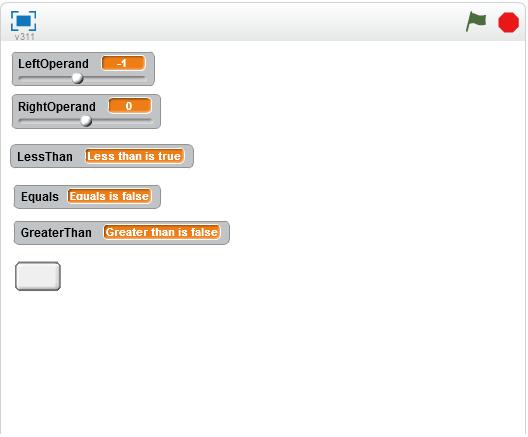 v311
LeftOperand -1
RightOperand 0
LessThan Less than is true
Equals Equals is false
GreaterThan Greater than is false